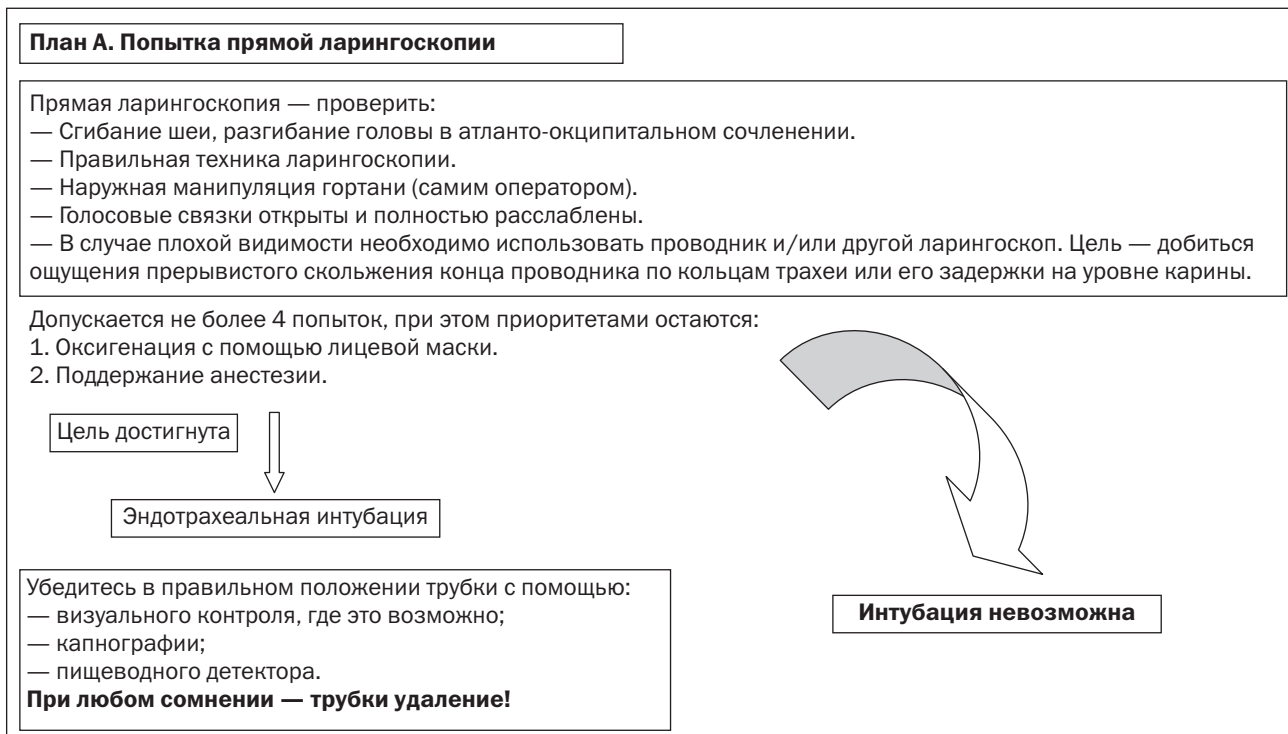 План А. Попытка прямой ларингоскопии
Прямая ларингоскопия — проверить:
— Сгибание шеи, разгибание головы в атланто-окципитальном сочленении.
— Правильная техника ларингоскопии.
— Наружная манипуляция гортани (самим оператором).
— Голосовые связки открыты и полностью расслаблены.
— В случае плохой видимости необходимо использовать проводник и/или другой ларингоскоп. Цель — добиться
ощущения прерывистого скольжения конца проводника по кольцам трахеи или его задержки на уровне карины.
Допускается не более 4 попыток, при этом приоритетами остаются:
1. Оксигенация с помощью лицевой маски.
2. Поддержание анестезии.
Цель достигнута
Эндотрахеальная интубация
Убедитесь в правильном положении трубки с помощью:
— визуального контроля, где это возможно;
— капнографии;
— пищеводного детектора.
При любом сомнении — трубки удаление!
Интубация невозможна